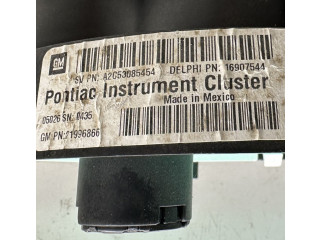 GM
SV PN: A2C53085454 DELPHI PN: 16907544
Pontiac Instrument Cluster
Made in Mexico
05026 SN: 0435
GM PN: 21996866